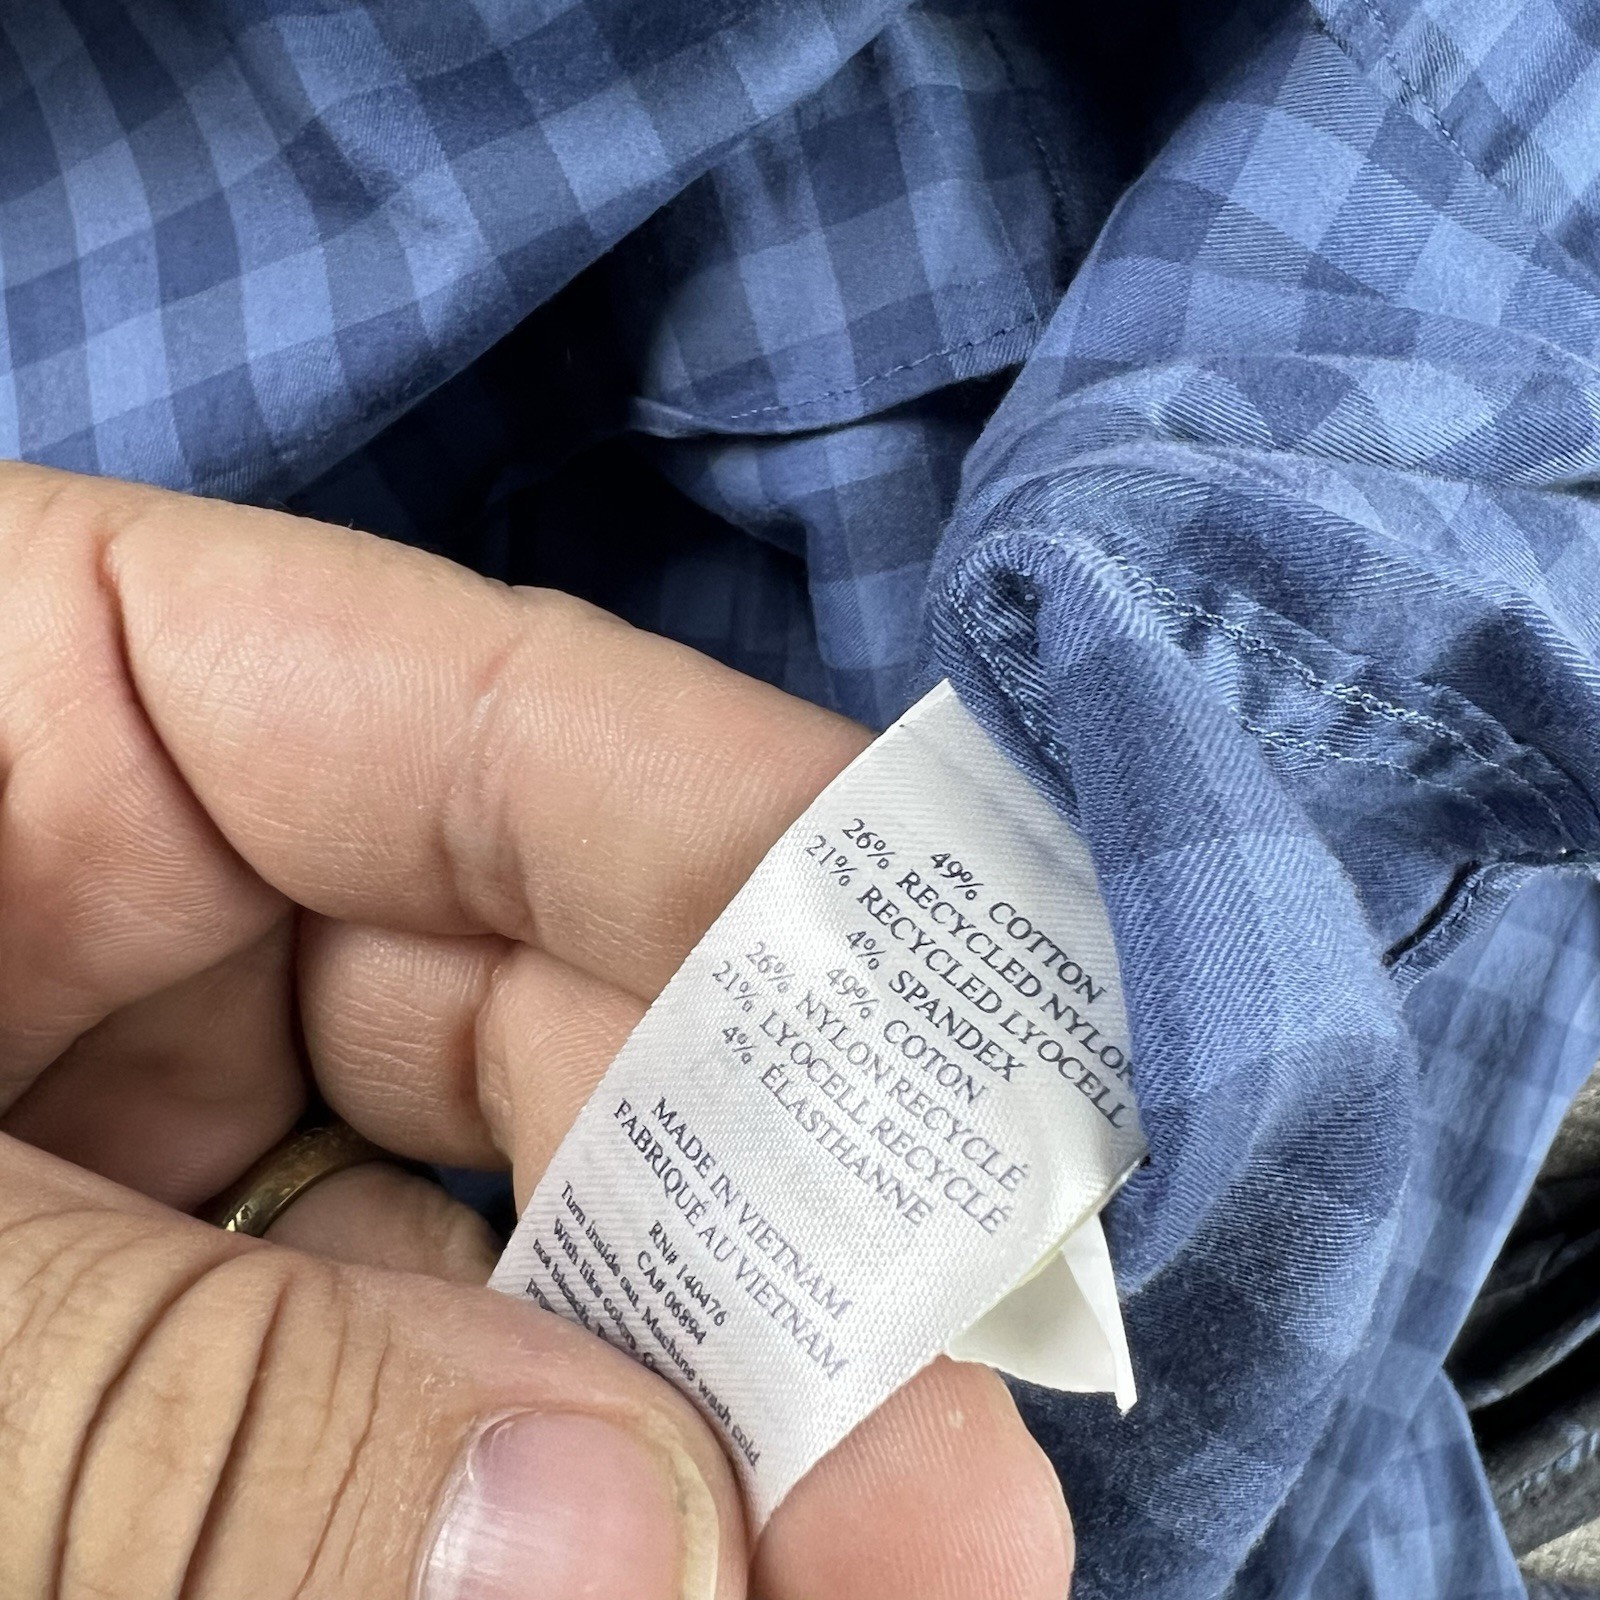 49% COTTON
26% RECYCLED NYLON
21% RECYCLED LYOCELL
4% SPANDEX
49% COTON
26% NYLON RECYCLÉ
21% LYOCELL RECYCLÉ
4% ÉLASTHANNE
MADE IN VIETNAM
FABRIQUÉ AU VIETNAM
RN# 140476
CA# 06894
Turn inside out. Machine wash cold
With like colors.
not bleach.